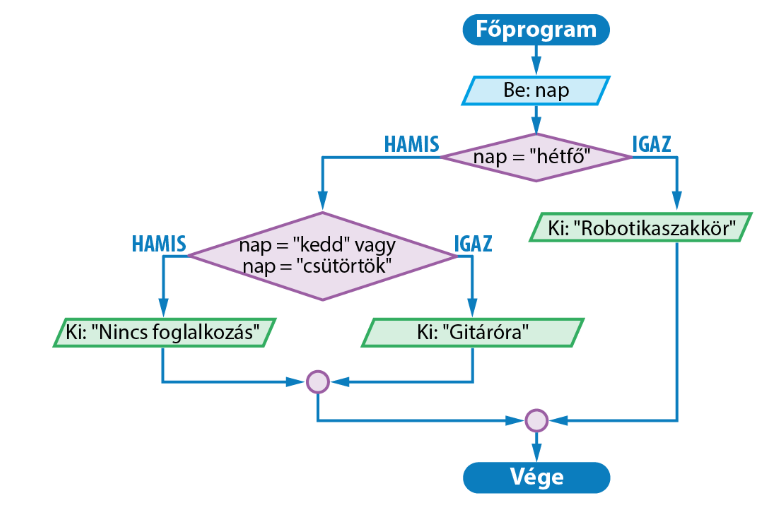 Főprogram
Be: nap
HAMIS
IGAZ
nap = "hétfő"
Ki: "Robotikaszakkör"
HAMIS
IGAZ
nap = "kedd" vagy
nap = "csütörtök"
Ki: "Nincs foglalkozás"
Ki: "Gitáróra"
Vége